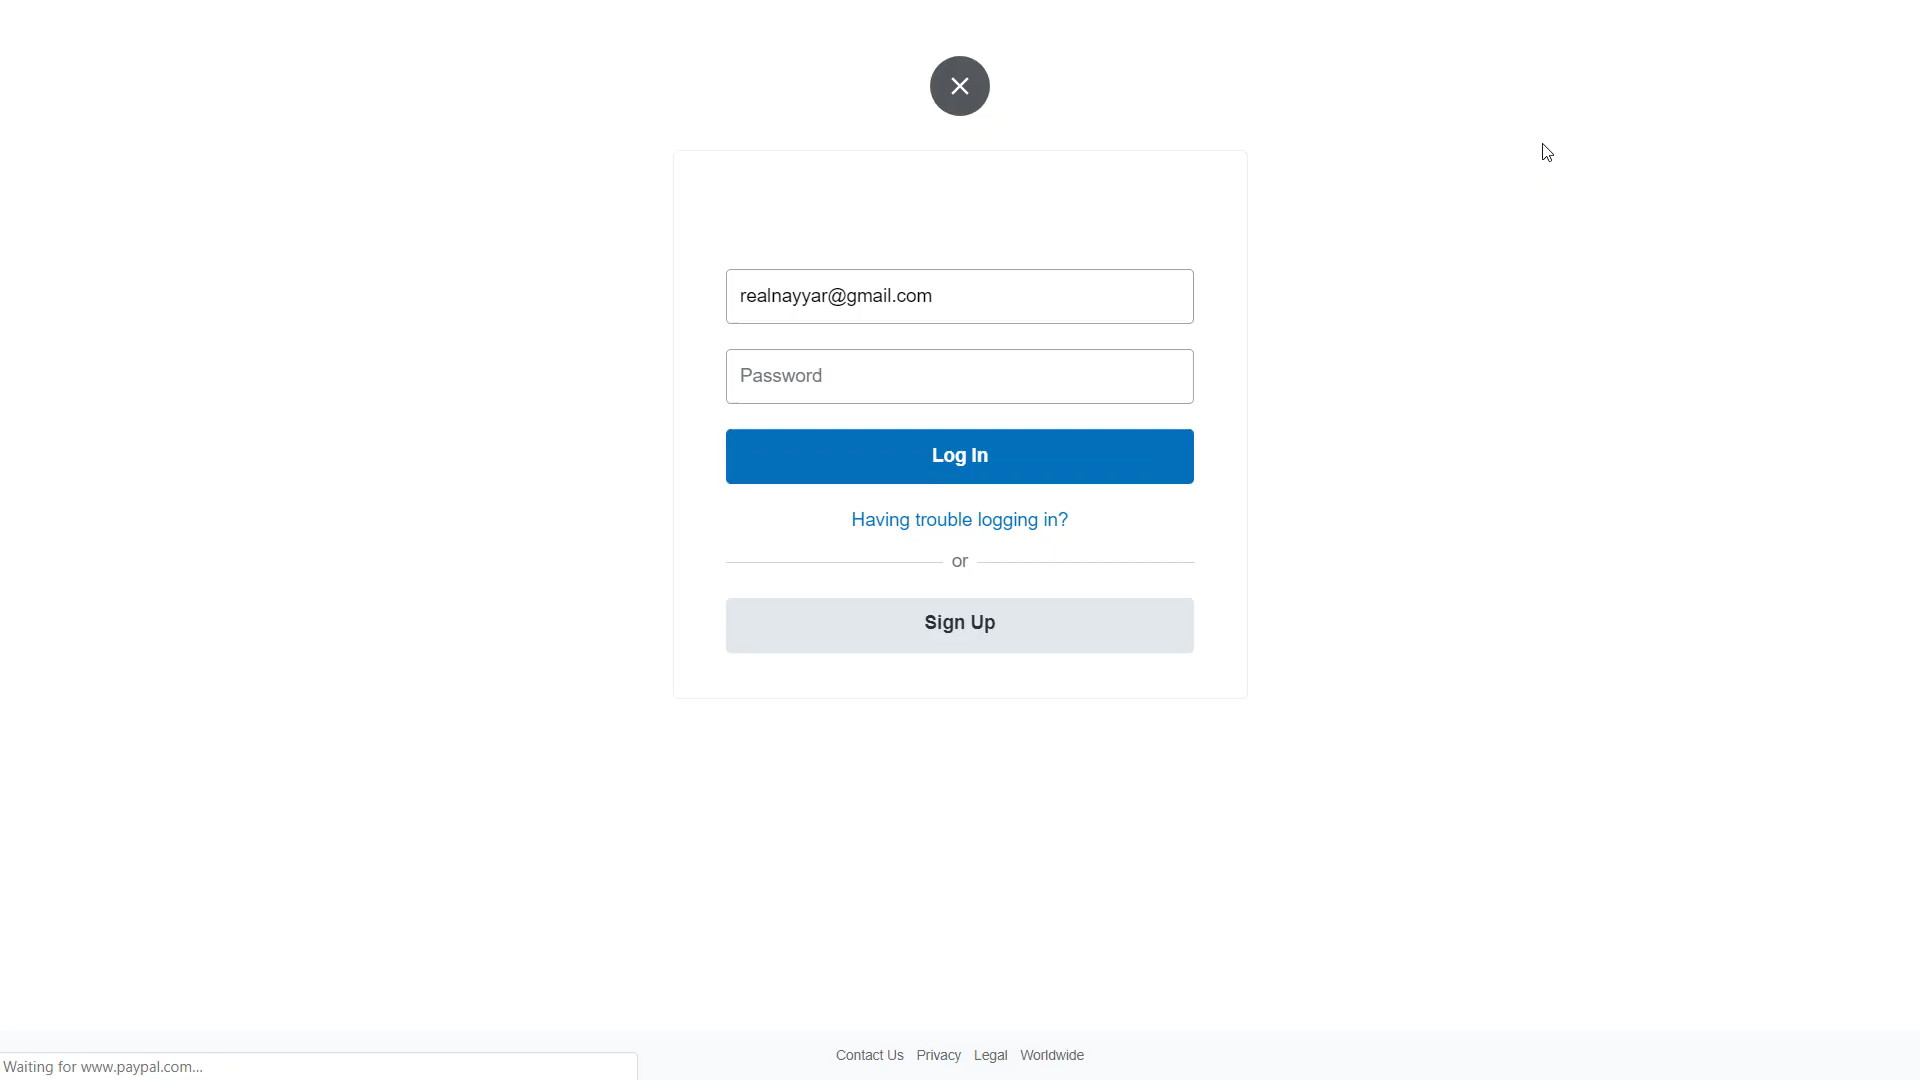 realnayyar@gmail.com
Password
Log In
Having trouble logging in?
or
Sign Up
Contact Us Privacy Legal Worldwide
Waiting for www.paypal.com...